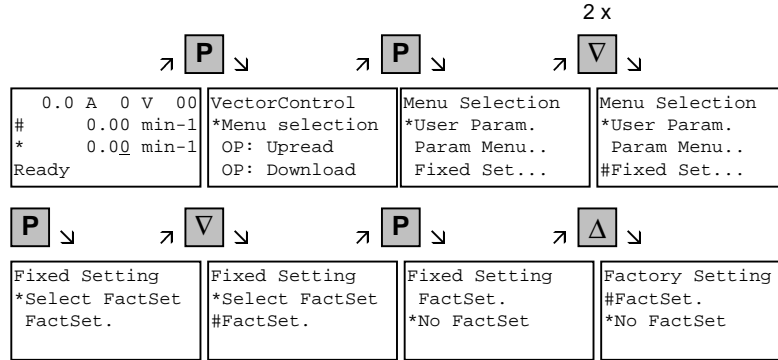 2 x
P P ∇
0.0 A 0 V 00
# 0.00 min-1
* 0.00 min-1
Ready
VectorControl
*Menu selection
OP: Upread
OP: Download
Menu Selection
*User Param.
Param Menu..
Fixed Set...
Menu Selection
*User Param.
Param Menu..
#Fixed Set...
P ∇ P Δ
Fixed Setting
*Select FactSet
FactSet.
Fixed Setting
*Select FactSet
#FactSet.
Fixed Setting
FactSet.
*No FactSet
Factory Setting
#FactSet.
*No FactSet